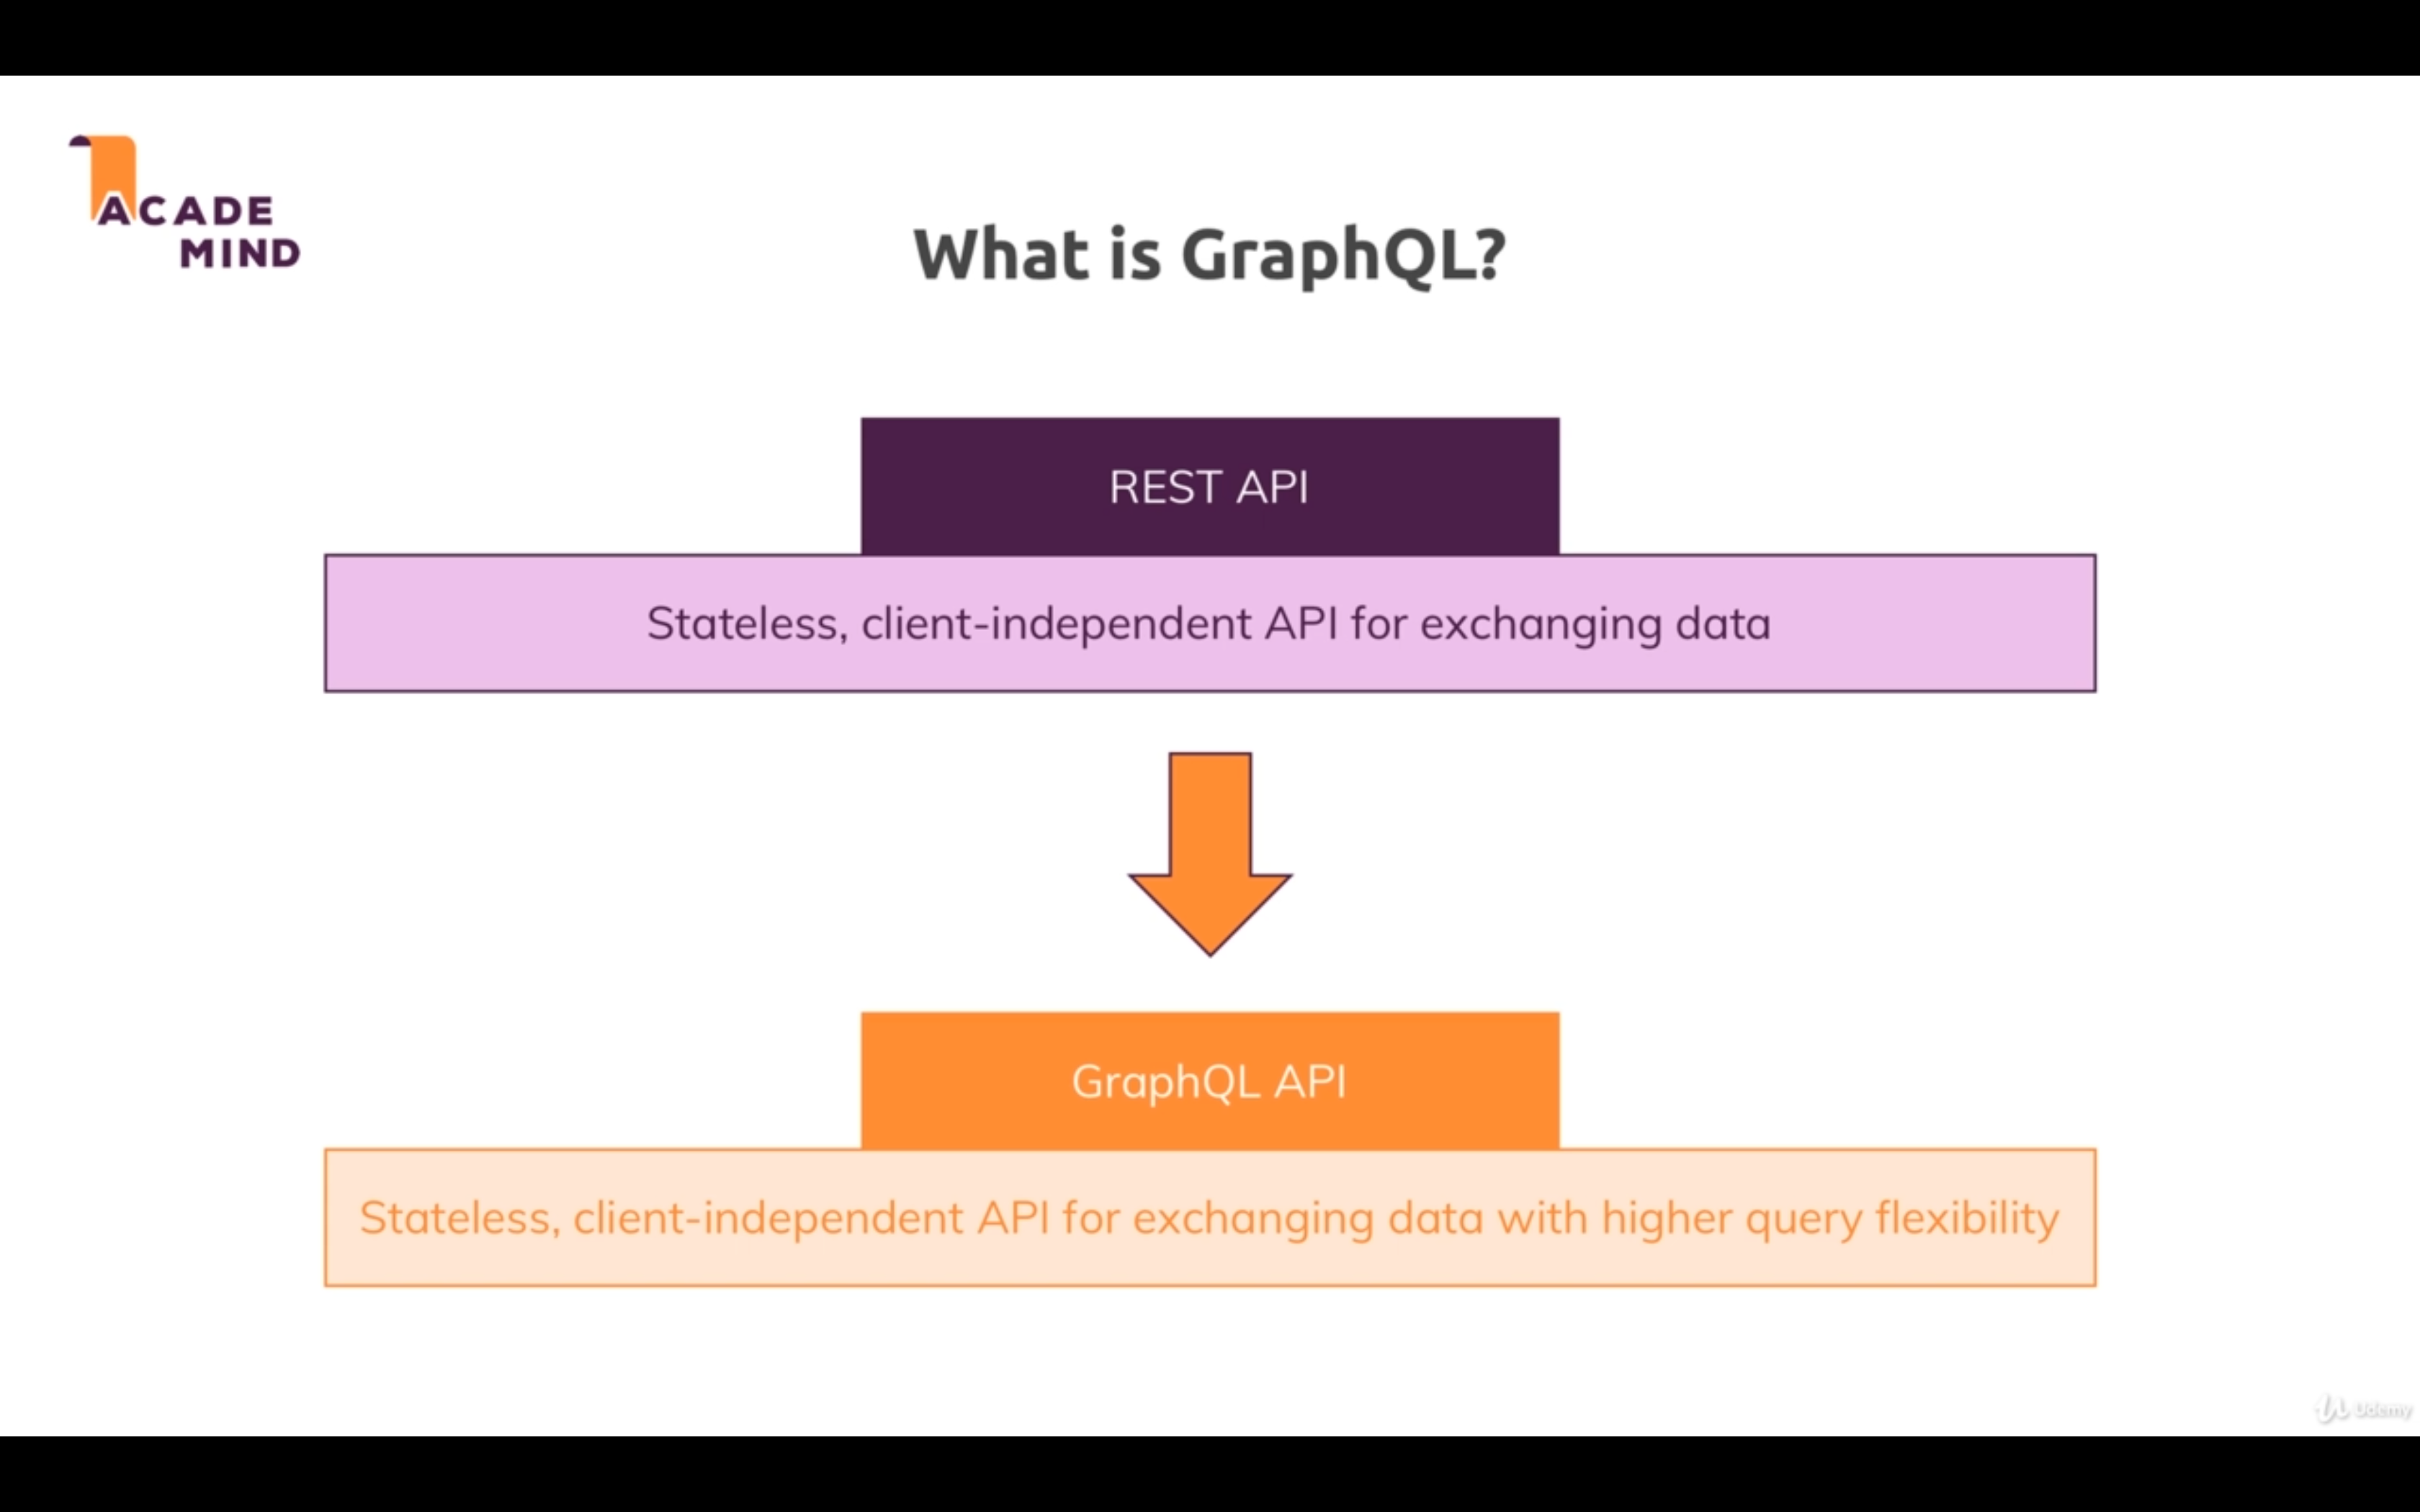 ACADE
MIND
What is GraphQL?
REST API
Stateless, client-independent API for exchanging data
GraphQL API
Stateless, client-independent API for exchanging data with higher query flexibility
Udemy